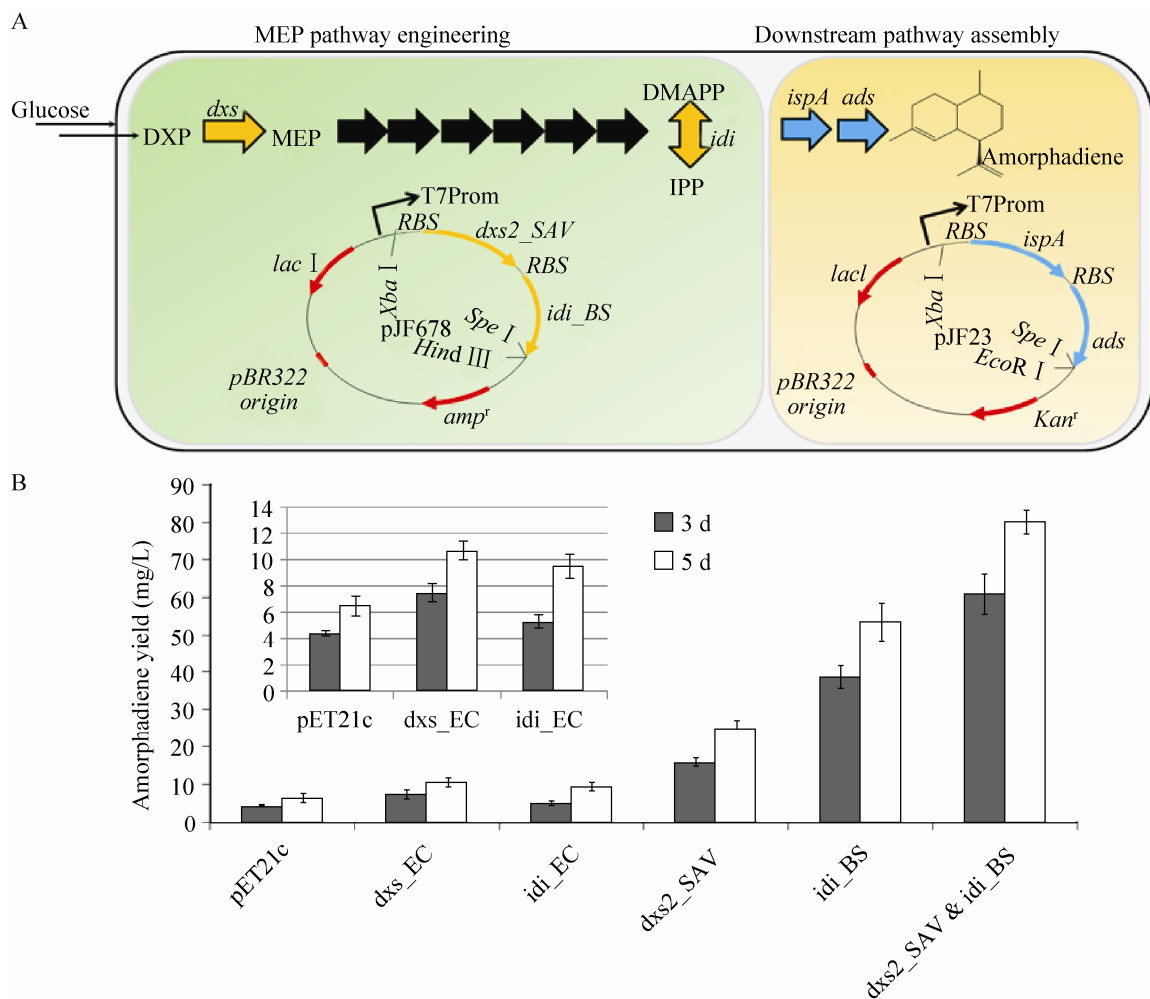 A
MEP pathway engineering
Downstream pathway assembly
Glucose
dxs
DXP
MEP
DMAPP
idi
IPP
ispA ads
Amorphadiene
T7Prom
RBS
dxs2_SAV
RBS
lac I
Xba I
idi_BS
pJF678
Spe I
Hind III
pBR322
origin
ampr
T7Prom
RBS
ispA
RBS
lacl
Xba I
pJF23
Spe I
EcoR I
ads
pBR322
origin
Kanr
B
Amorphadiene yield (mg/L)
90
80
70
60
50
40
30
20
10
0
14
12
10
8
6
4
2
0
pET21c
dxs_EC
idi_EC
3 d
5 d
pET21c
dxs_EC
idi_EC
dxs2_SAV
idi_BS
dxs2_SAV & idi_BS